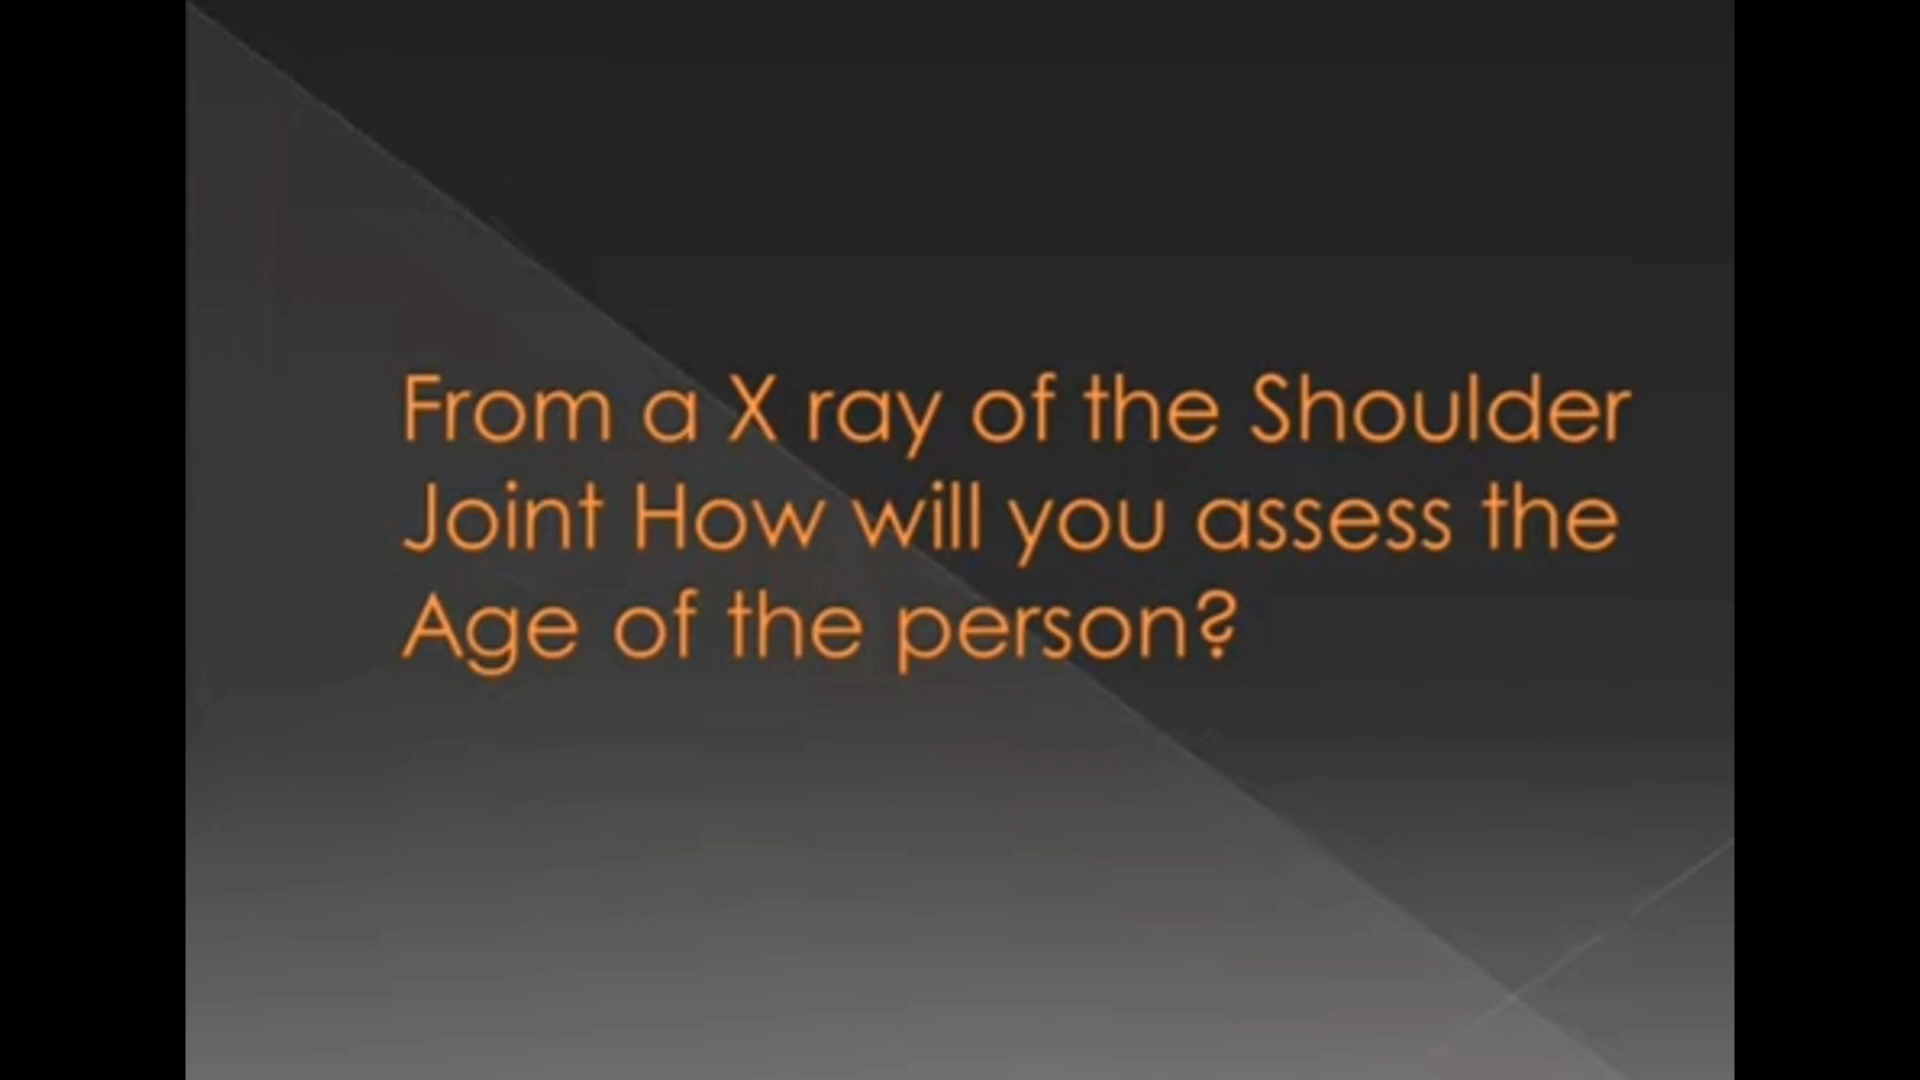 From a X ray of the Shoulder
Joint How will you assess the
Age of the person?